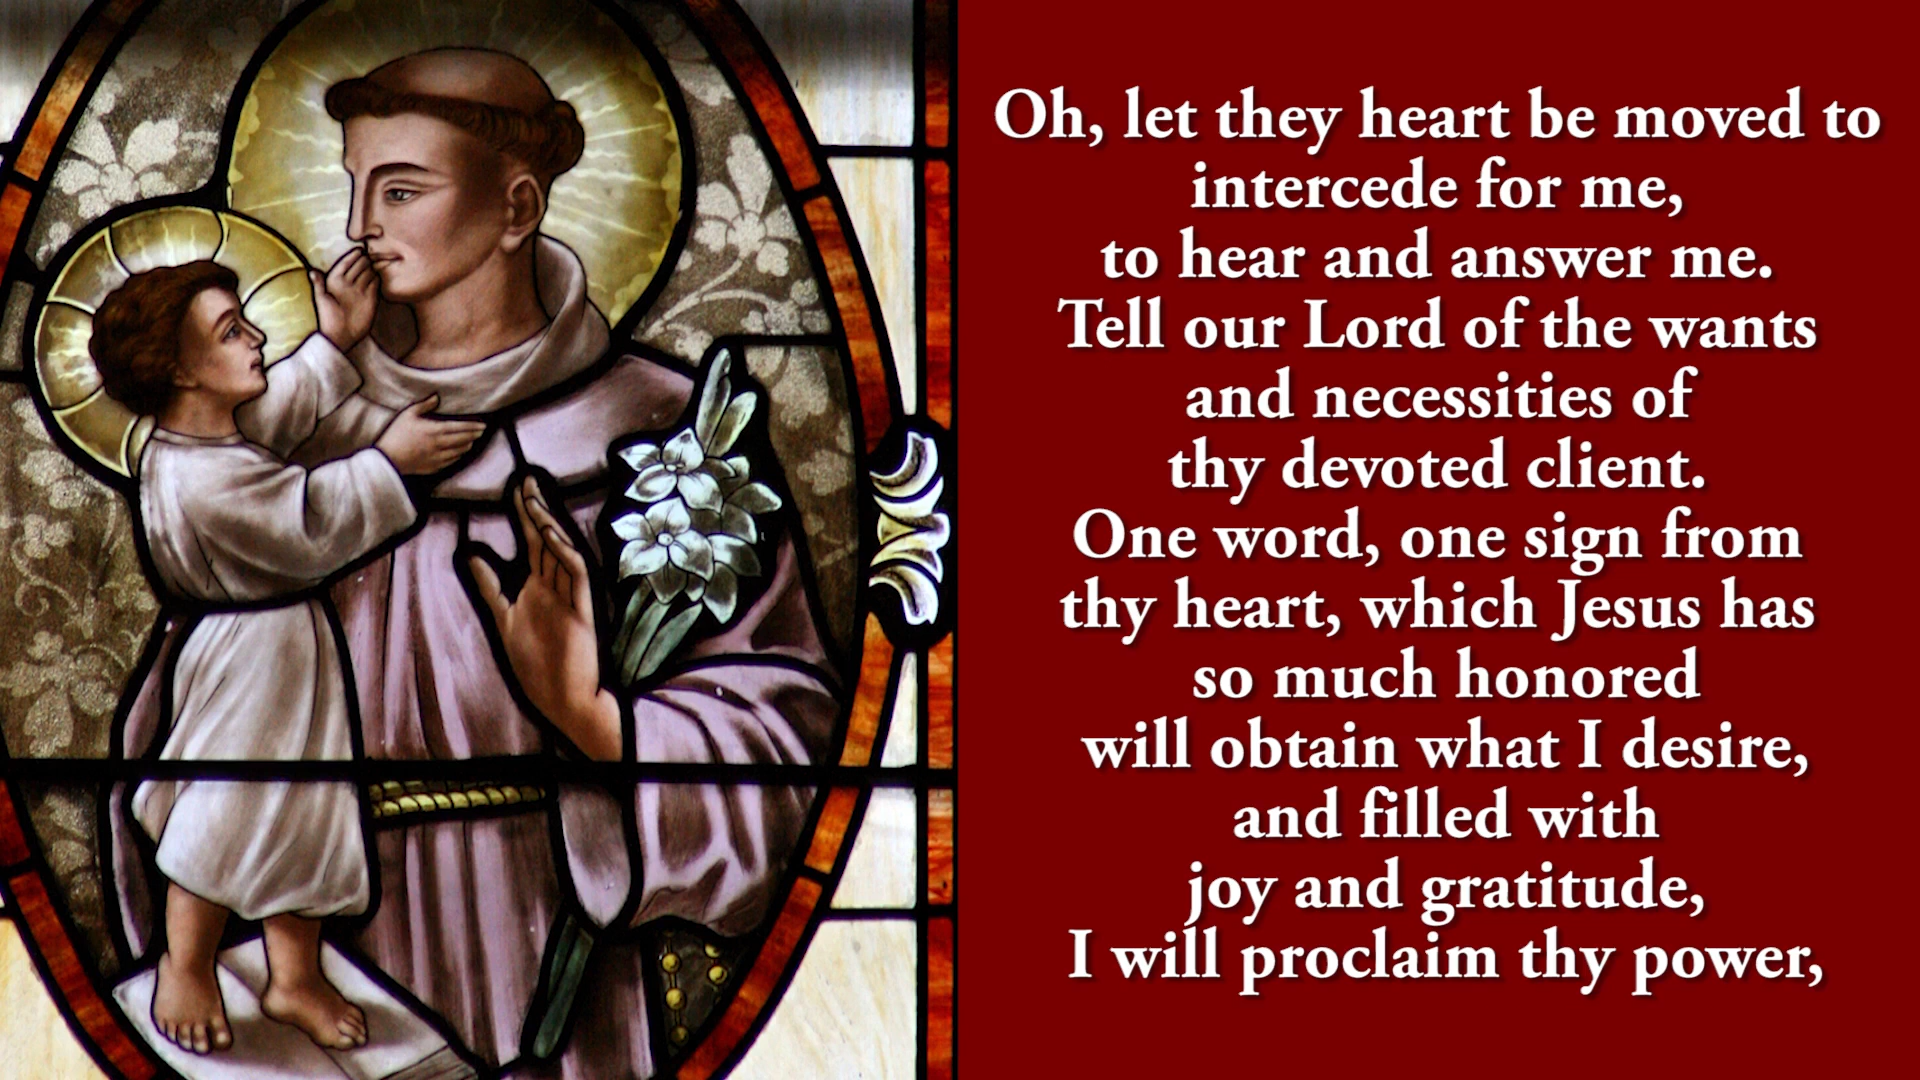 Oh, let they heart be moved to
intercede for me,
to hear and answer me.
Tell our Lord of the wants
and necessities of
thy devoted client.
One word, one sign from
thy heart, which Jesus has
so much honored
will obtain what I desire,
and filled with
joy and gratitude,
I will proclaim thy power,